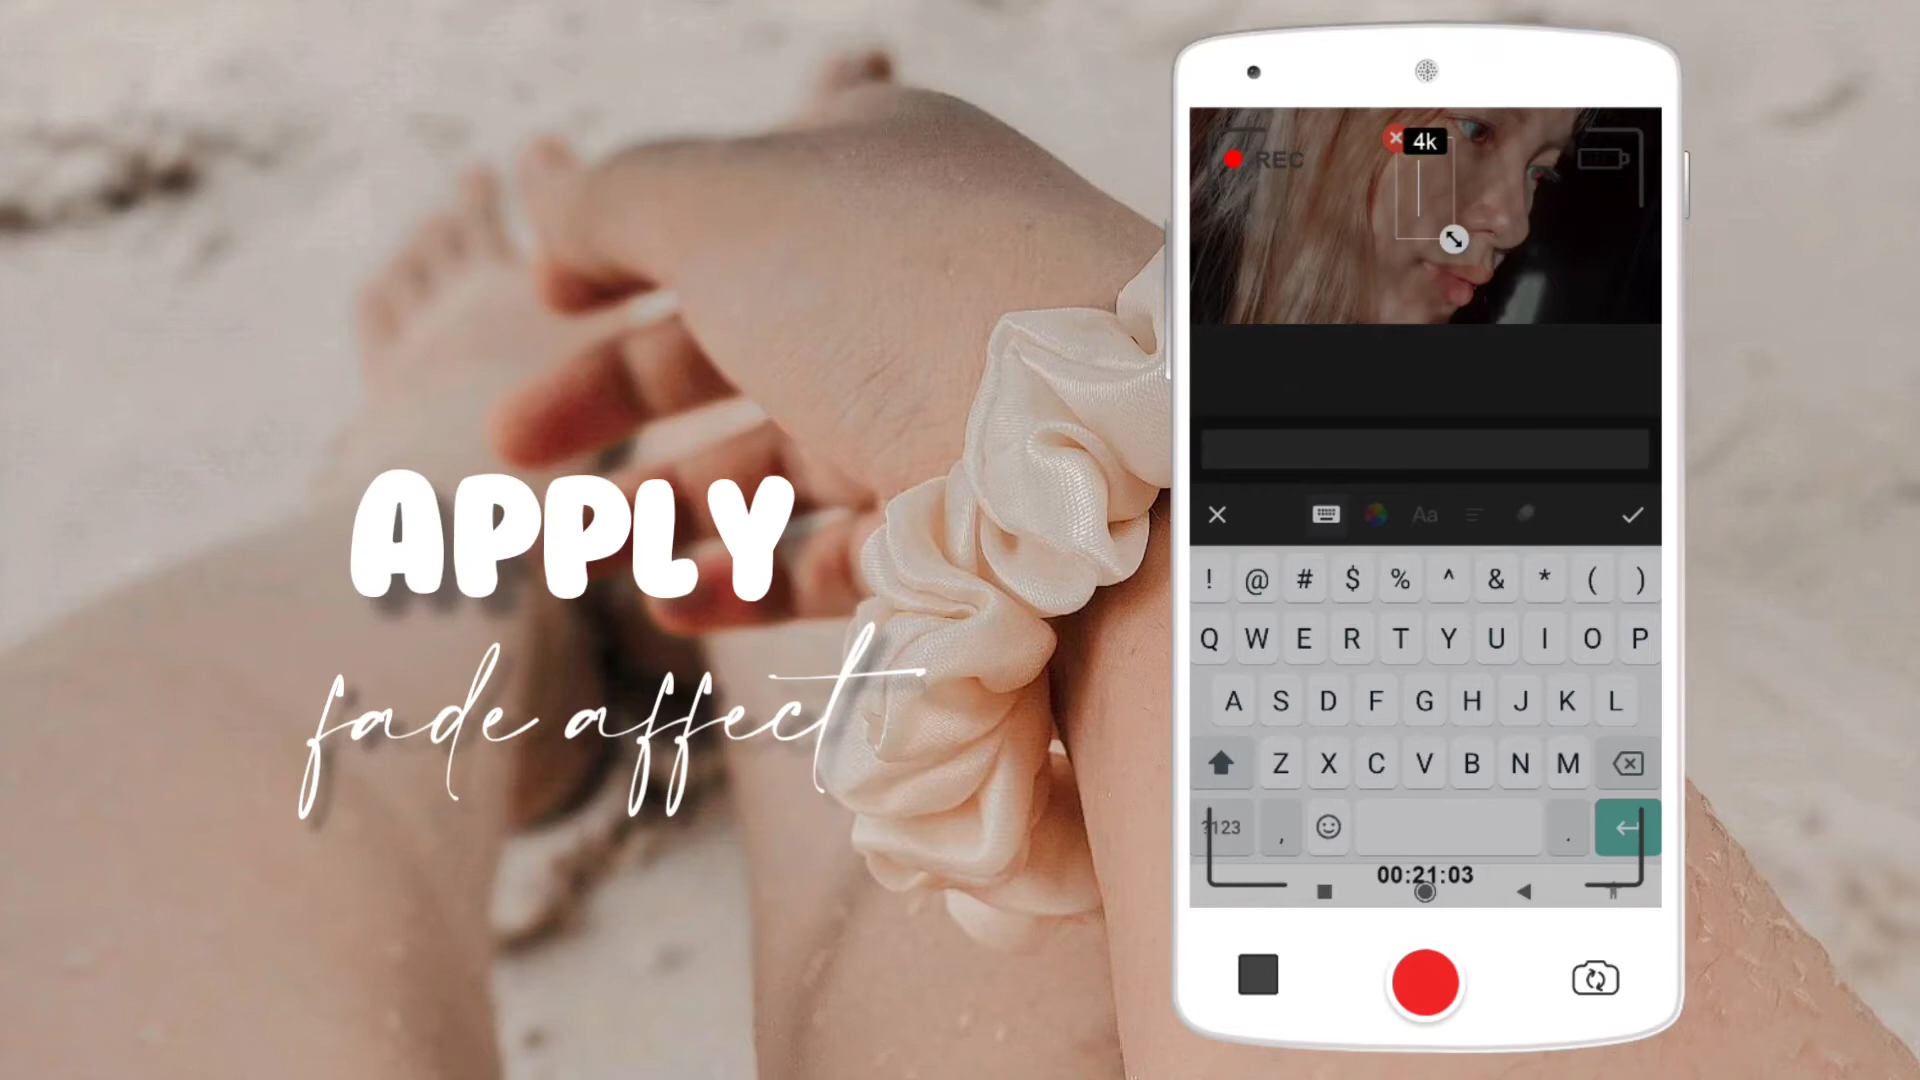 APPLY
fade affect
REC
4k
Aa
! @ # $ % ^ & * ( )
Q W E R T Y U I O P
A S D F G H J K L
Z X C V B N M
?123 , .
00:21:03